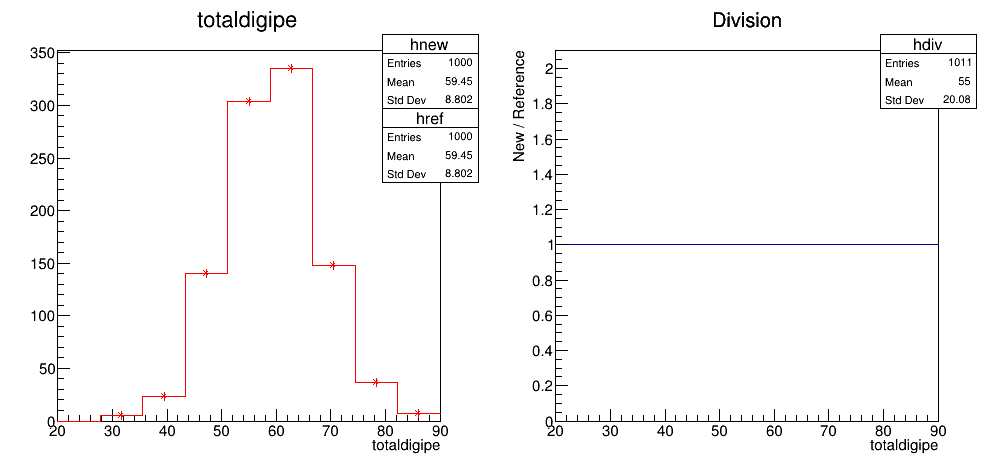 totaldigipe
hnew
Entries 1000
Mean 59.45
Std Dev 8.802
href
Entries 1000
Mean 59.45
Std Dev 8.802
350
300
250
200
150
100
50
0
20 30 40 50 60 70 80 90
totaldigipe
Division
hdiv
Entries 1011
Mean 55
Std Dev 20.08
New / Reference
2
1.8
1.6
1.4
1.2
1
0.8
0.6
0.4
0.2
0
20 30 40 50 60 70 80 90
totaldigipe